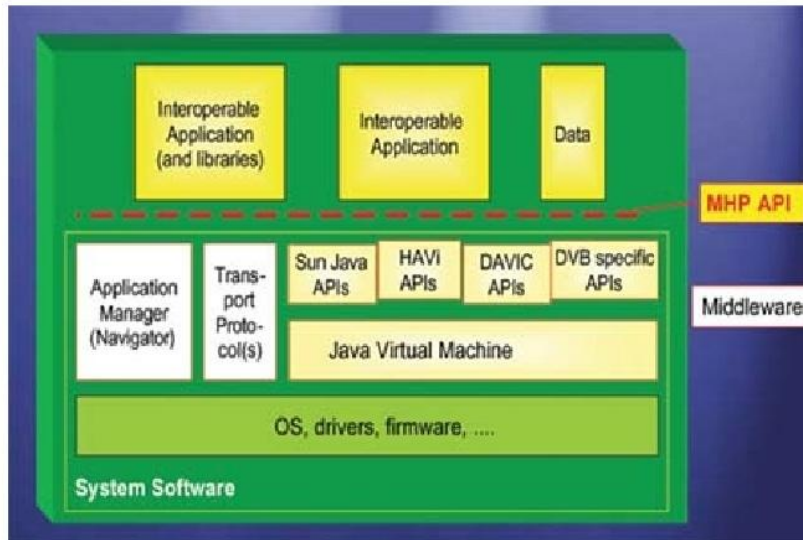 Interoperable
Application
(and libraries)
Interoperable
Application
Data
MHP API
Application
Manager
(Navigator)
Trans-
port
Proto-
col(s)
Sun Java
APIs
HAVi
APIs
DAVIC
APIs
DVB specific
APIs
Middleware
Java Virtual Machine
OS, drivers, firmware, ....
System Software